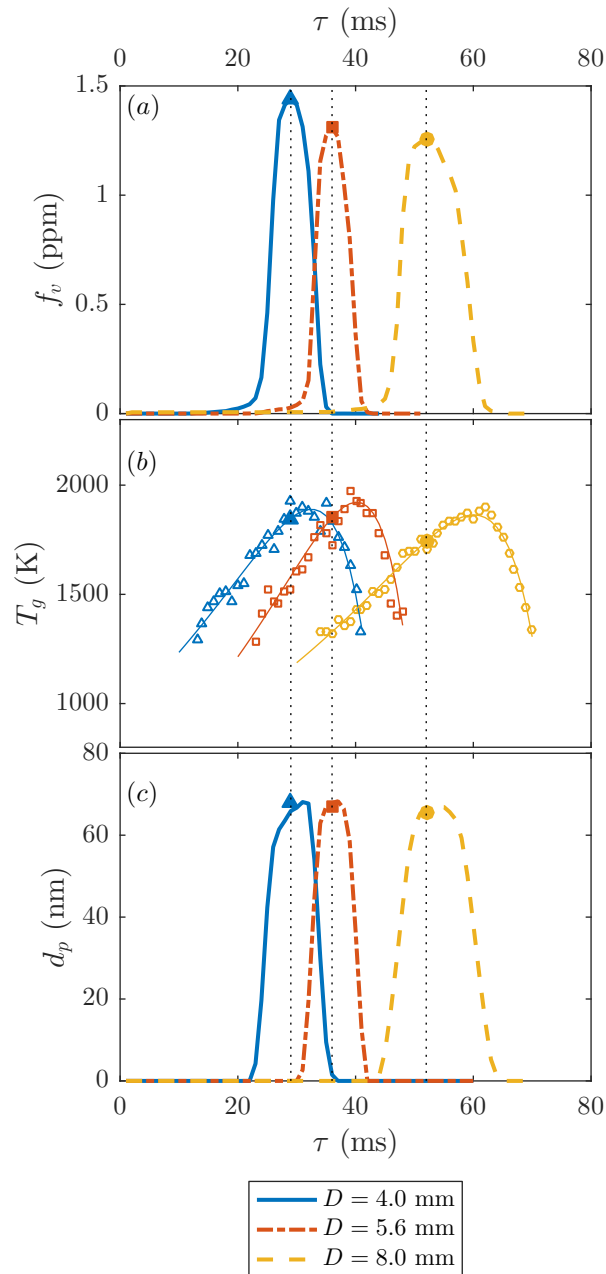 τ (ms)
0 20 40 60 80
1.5
(a)
1
f_v (ppm)
0.5
0
(b)
2000
T_g (K)
1500
1000
80
(c)
60
d_p (nm)
40
20
0
0 20 40 60 80
τ (ms)
D = 4.0 mm
D = 5.6 mm
D = 8.0 mm